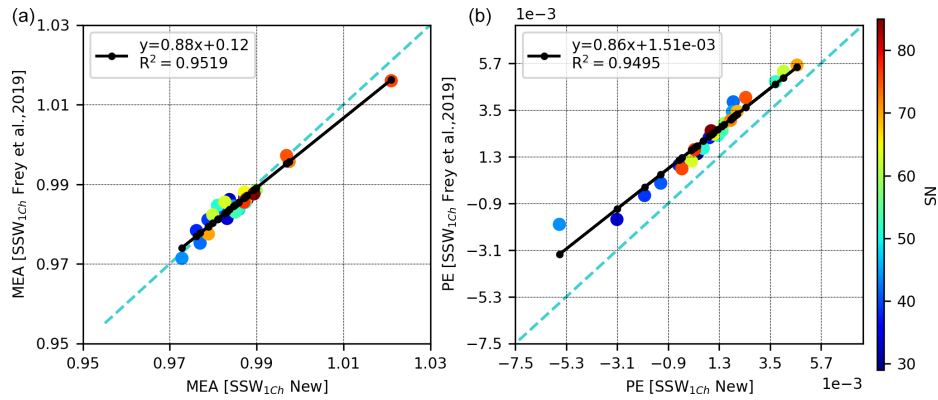 (a)
y=0.88x+0.12
R² = 0.9519
MEA [SSW1Ch Frey et al.,2019]
1.03
1.01
0.99
0.97
0.95
0.95
0.97
0.99
1.01
1.03
MEA [SSW1Ch New]
(b)
1e−3
y=0.86x+1.51e-03
R² = 0.9495
PE [SSW1Ch Frey et al.,2019]
5.7
3.5
1.3
−0.9
−3.1
−5.3
−7.5
−7.5
−5.3
−3.1
−0.9
1.3
3.5
5.7
1e−3
PE [SSW1Ch New]
80
70
60
50
40
30
SN